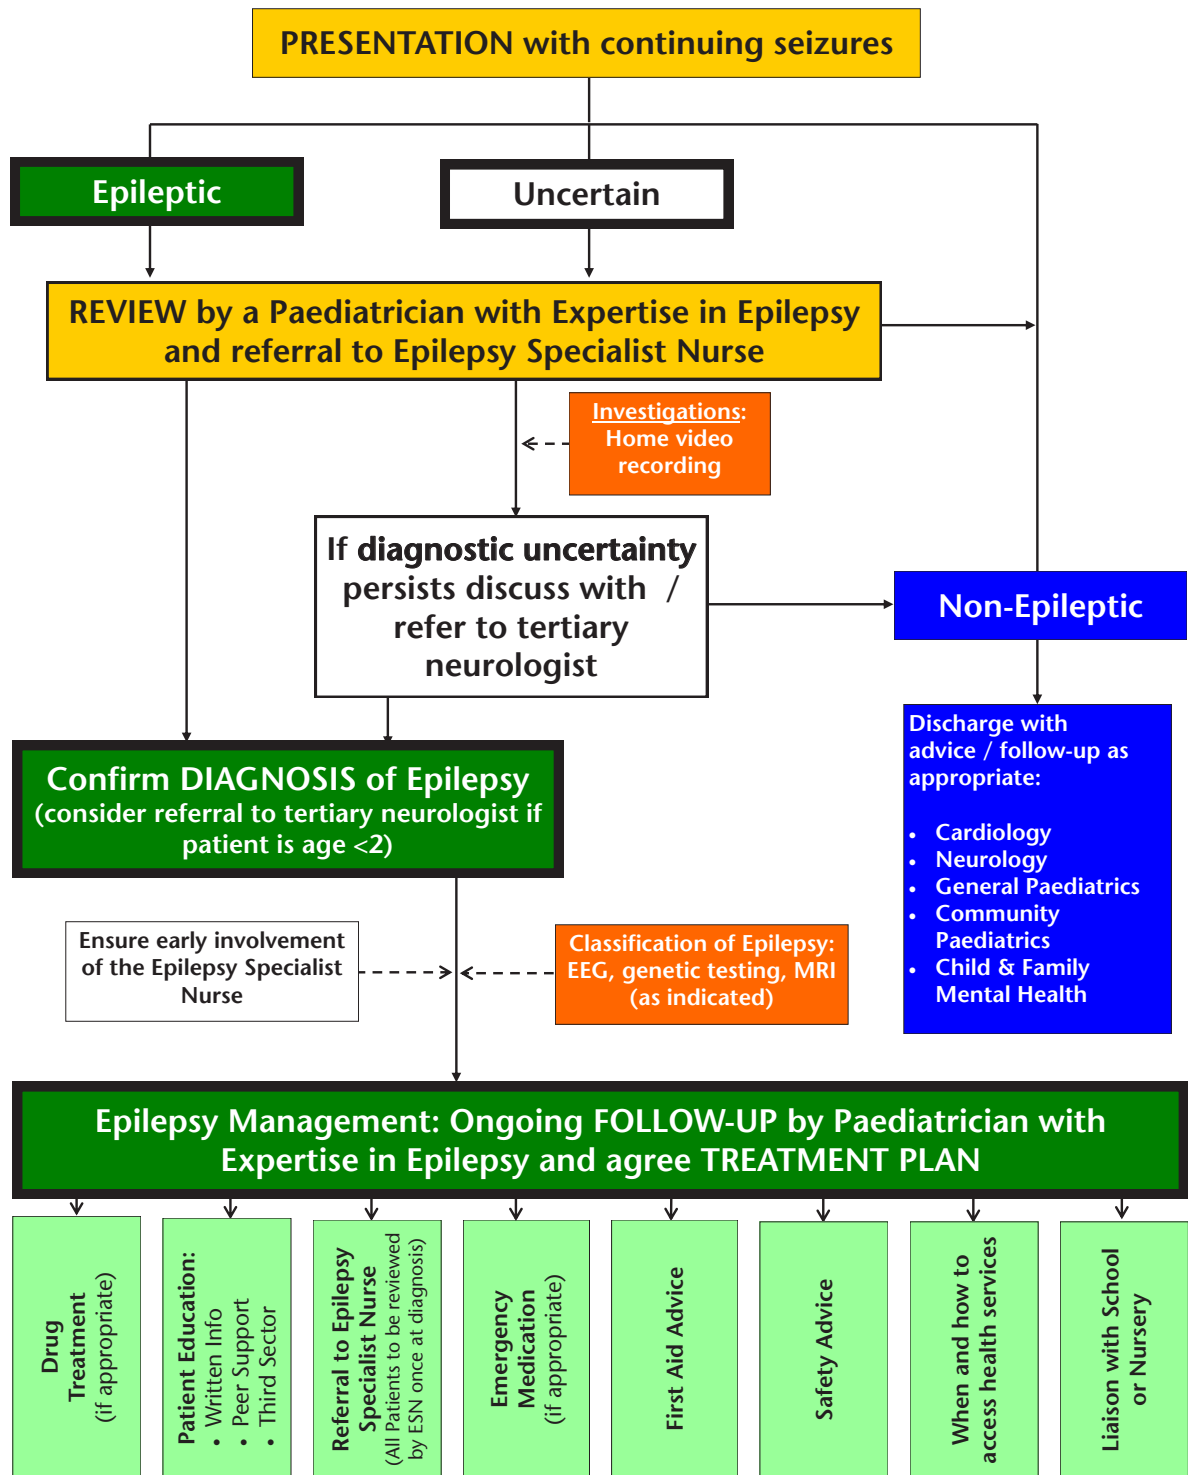 PRESENTATION with continuing seizures
Epileptic
Uncertain
REVIEW by a Paediatrician with Expertise in Epilepsy
and referral to Epilepsy Specialist Nurse
Investigations:
Home video
recording
If diagnostic uncertainty
persists discuss with /
refer to tertiary
neurologist
Non-Epileptic
Discharge with
advice / follow-up as
appropriate:
• Cardiology
• Neurology
• General Paediatrics
• Community
Paediatrics
• Child & Family
Mental Health
Confirm DIAGNOSIS of Epilepsy
(consider referral to tertiary neurologist if
patient is age <2)
Ensure early involvement
of the Epilepsy Specialist
Nurse
Classification of Epilepsy:
EEG, genetic testing, MRI
(as indicated)
Epilepsy Management: Ongoing FOLLOW-UP by Paediatrician with
Expertise in Epilepsy and agree TREATMENT PLAN
Drug
Treatment
(if appropriate)
Patient Education:
• Written Info
• Peer Support
• Third Sector
Referral to Epilepsy
Specialist Nurse
(All Patients to be reviewed
by ESN once at diagnosis)
Emergency
Medication
(if appropriate)
First Aid Advice
Safety Advice
When and how to
access health services
Liaison with School
or Nursery